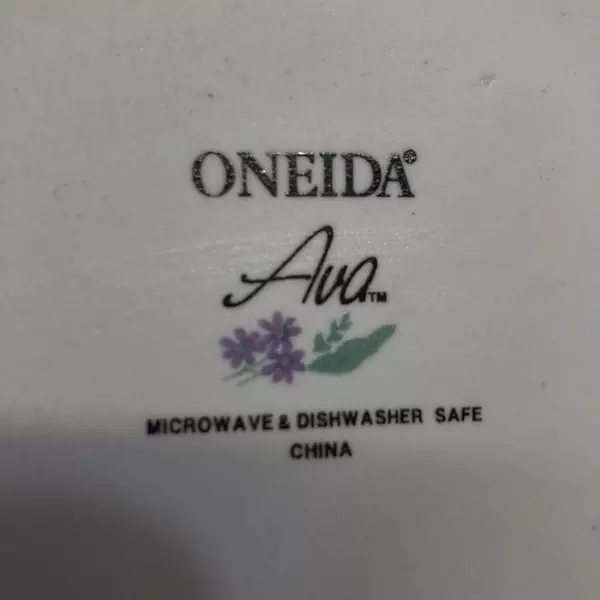 ONEIDA®
Ava™
MICROWAVE & DISHWASHER SAFE
CHINA